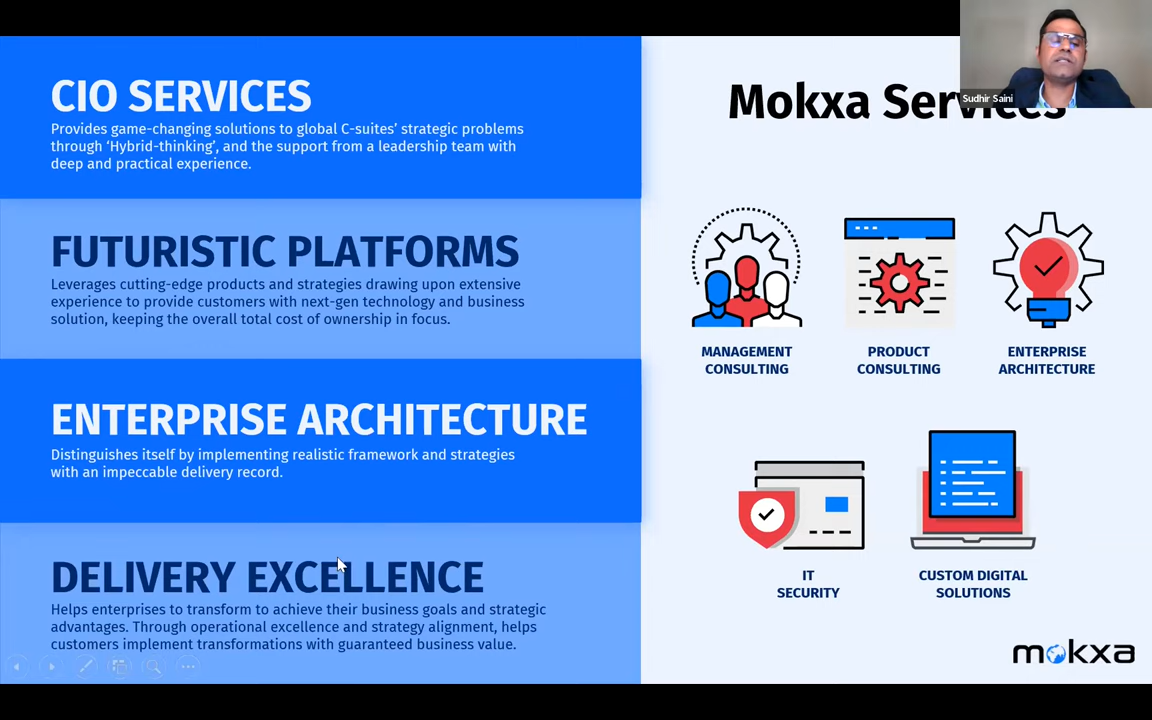 CIO SERVICES
Provides game-changing solutions to global C-suites’ strategic problems
through ‘Hybrid-thinking’, and the support from a leadership team with
deep and practical experience.
FUTURISTIC PLATFORMS
Leverages cutting-edge products and strategies drawing upon extensive
experience to provide customers with next-gen technology and business
solution, keeping the overall total cost of ownership in focus.
ENTERPRISE ARCHITECTURE
Distinguishes itself by implementing realistic framework and strategies
with an impeccable delivery record.
DELIVERY EXCELLENCE
Helps enterprises to transform to achieve their business goals and strategic
advantages. Through operational excellence and strategy alignment, helps
customers implement transformations with guaranteed business value.
Sudhir Saini
Mokxa Services
MANAGEMENT
CONSULTING
PRODUCT
CONSULTING
ENTERPRISE
ARCHITECTURE
IT
SECURITY
CUSTOM DIGITAL
SOLUTIONS
mokxa